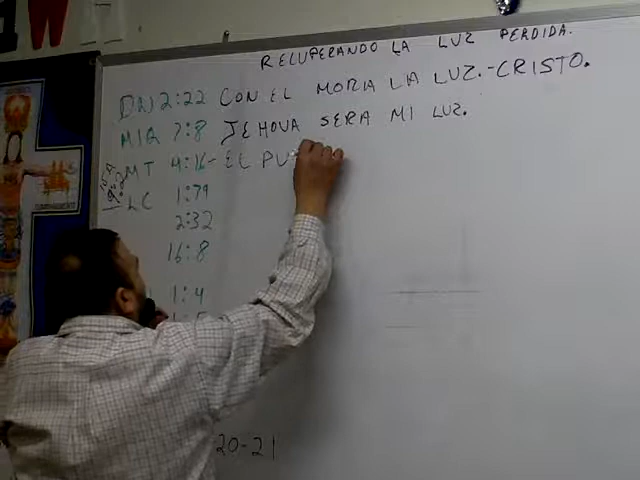 RECUPERANDO LA LUZ PERDIDA.
DN) 2:22 CON EL MORA LA LUZ.-CRISTO.
MIQ 7:8 JEHOVA SERA MI LUZ.
MT 4:16- EL PU
LC 1:79
2:32
16:8
1:4
20-21